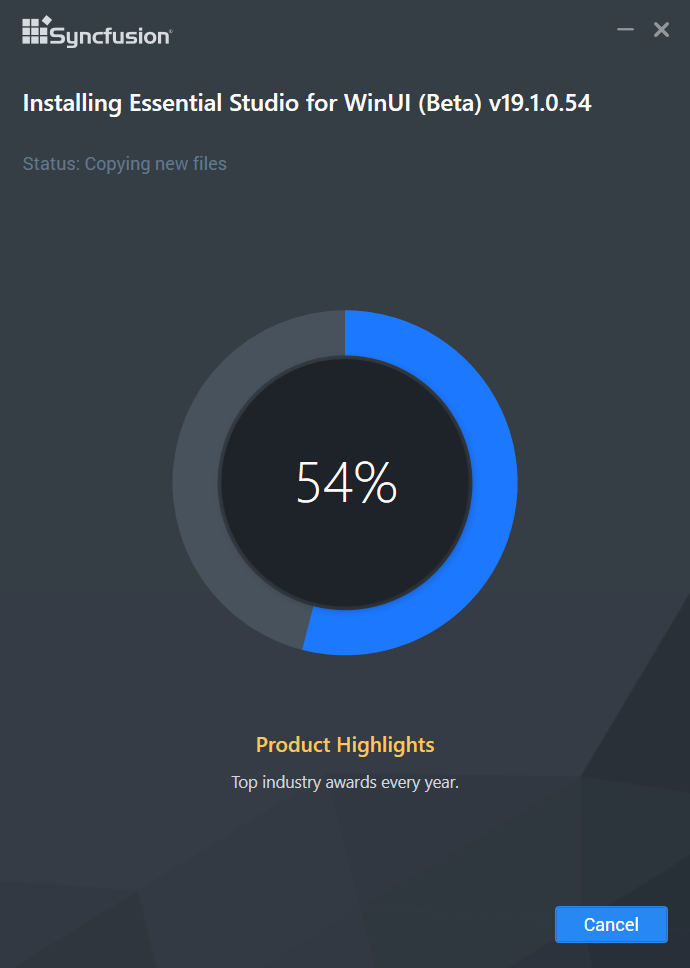 Syncfusion®
Installing Essential Studio for WinUI (Beta) v19.1.0.54
Status: Copying new files
54%
Product Highlights
Top industry awards every year.
Cancel